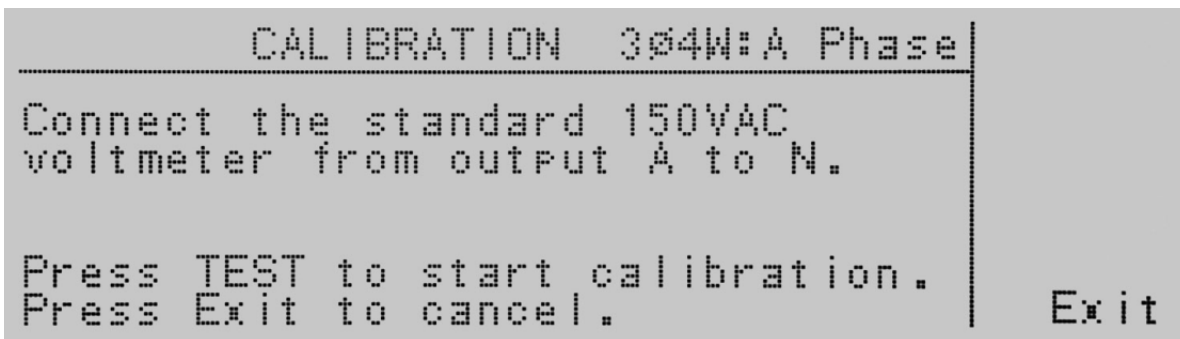 CALIBRATION 3ø4W:A Phase
Connect the standard 150VAC
voltmeter from output A to N.
Press TEST to start calibration.
Press Exit to cancel.
Exit